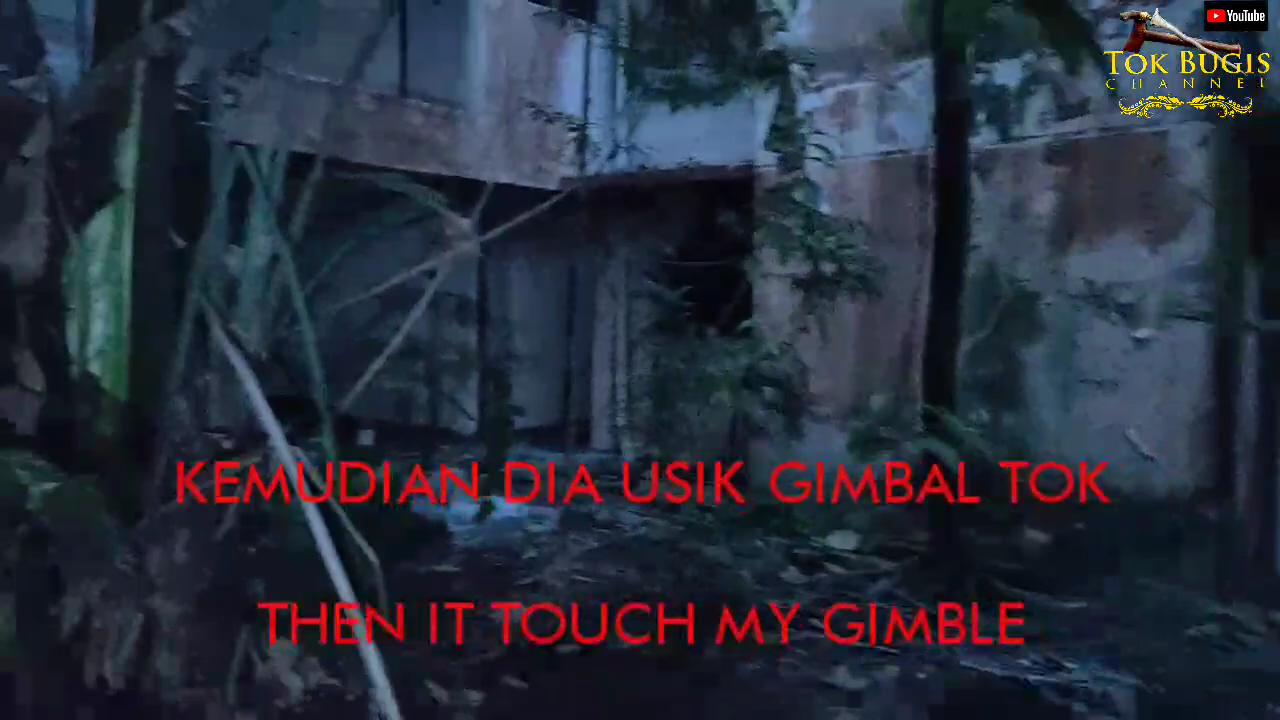 YouTube
TOK BUGIS
CHANNEL
KEMUDIAN DIA USIK GIMBAL TOK
THEN IT TOUCH MY GIMBLE